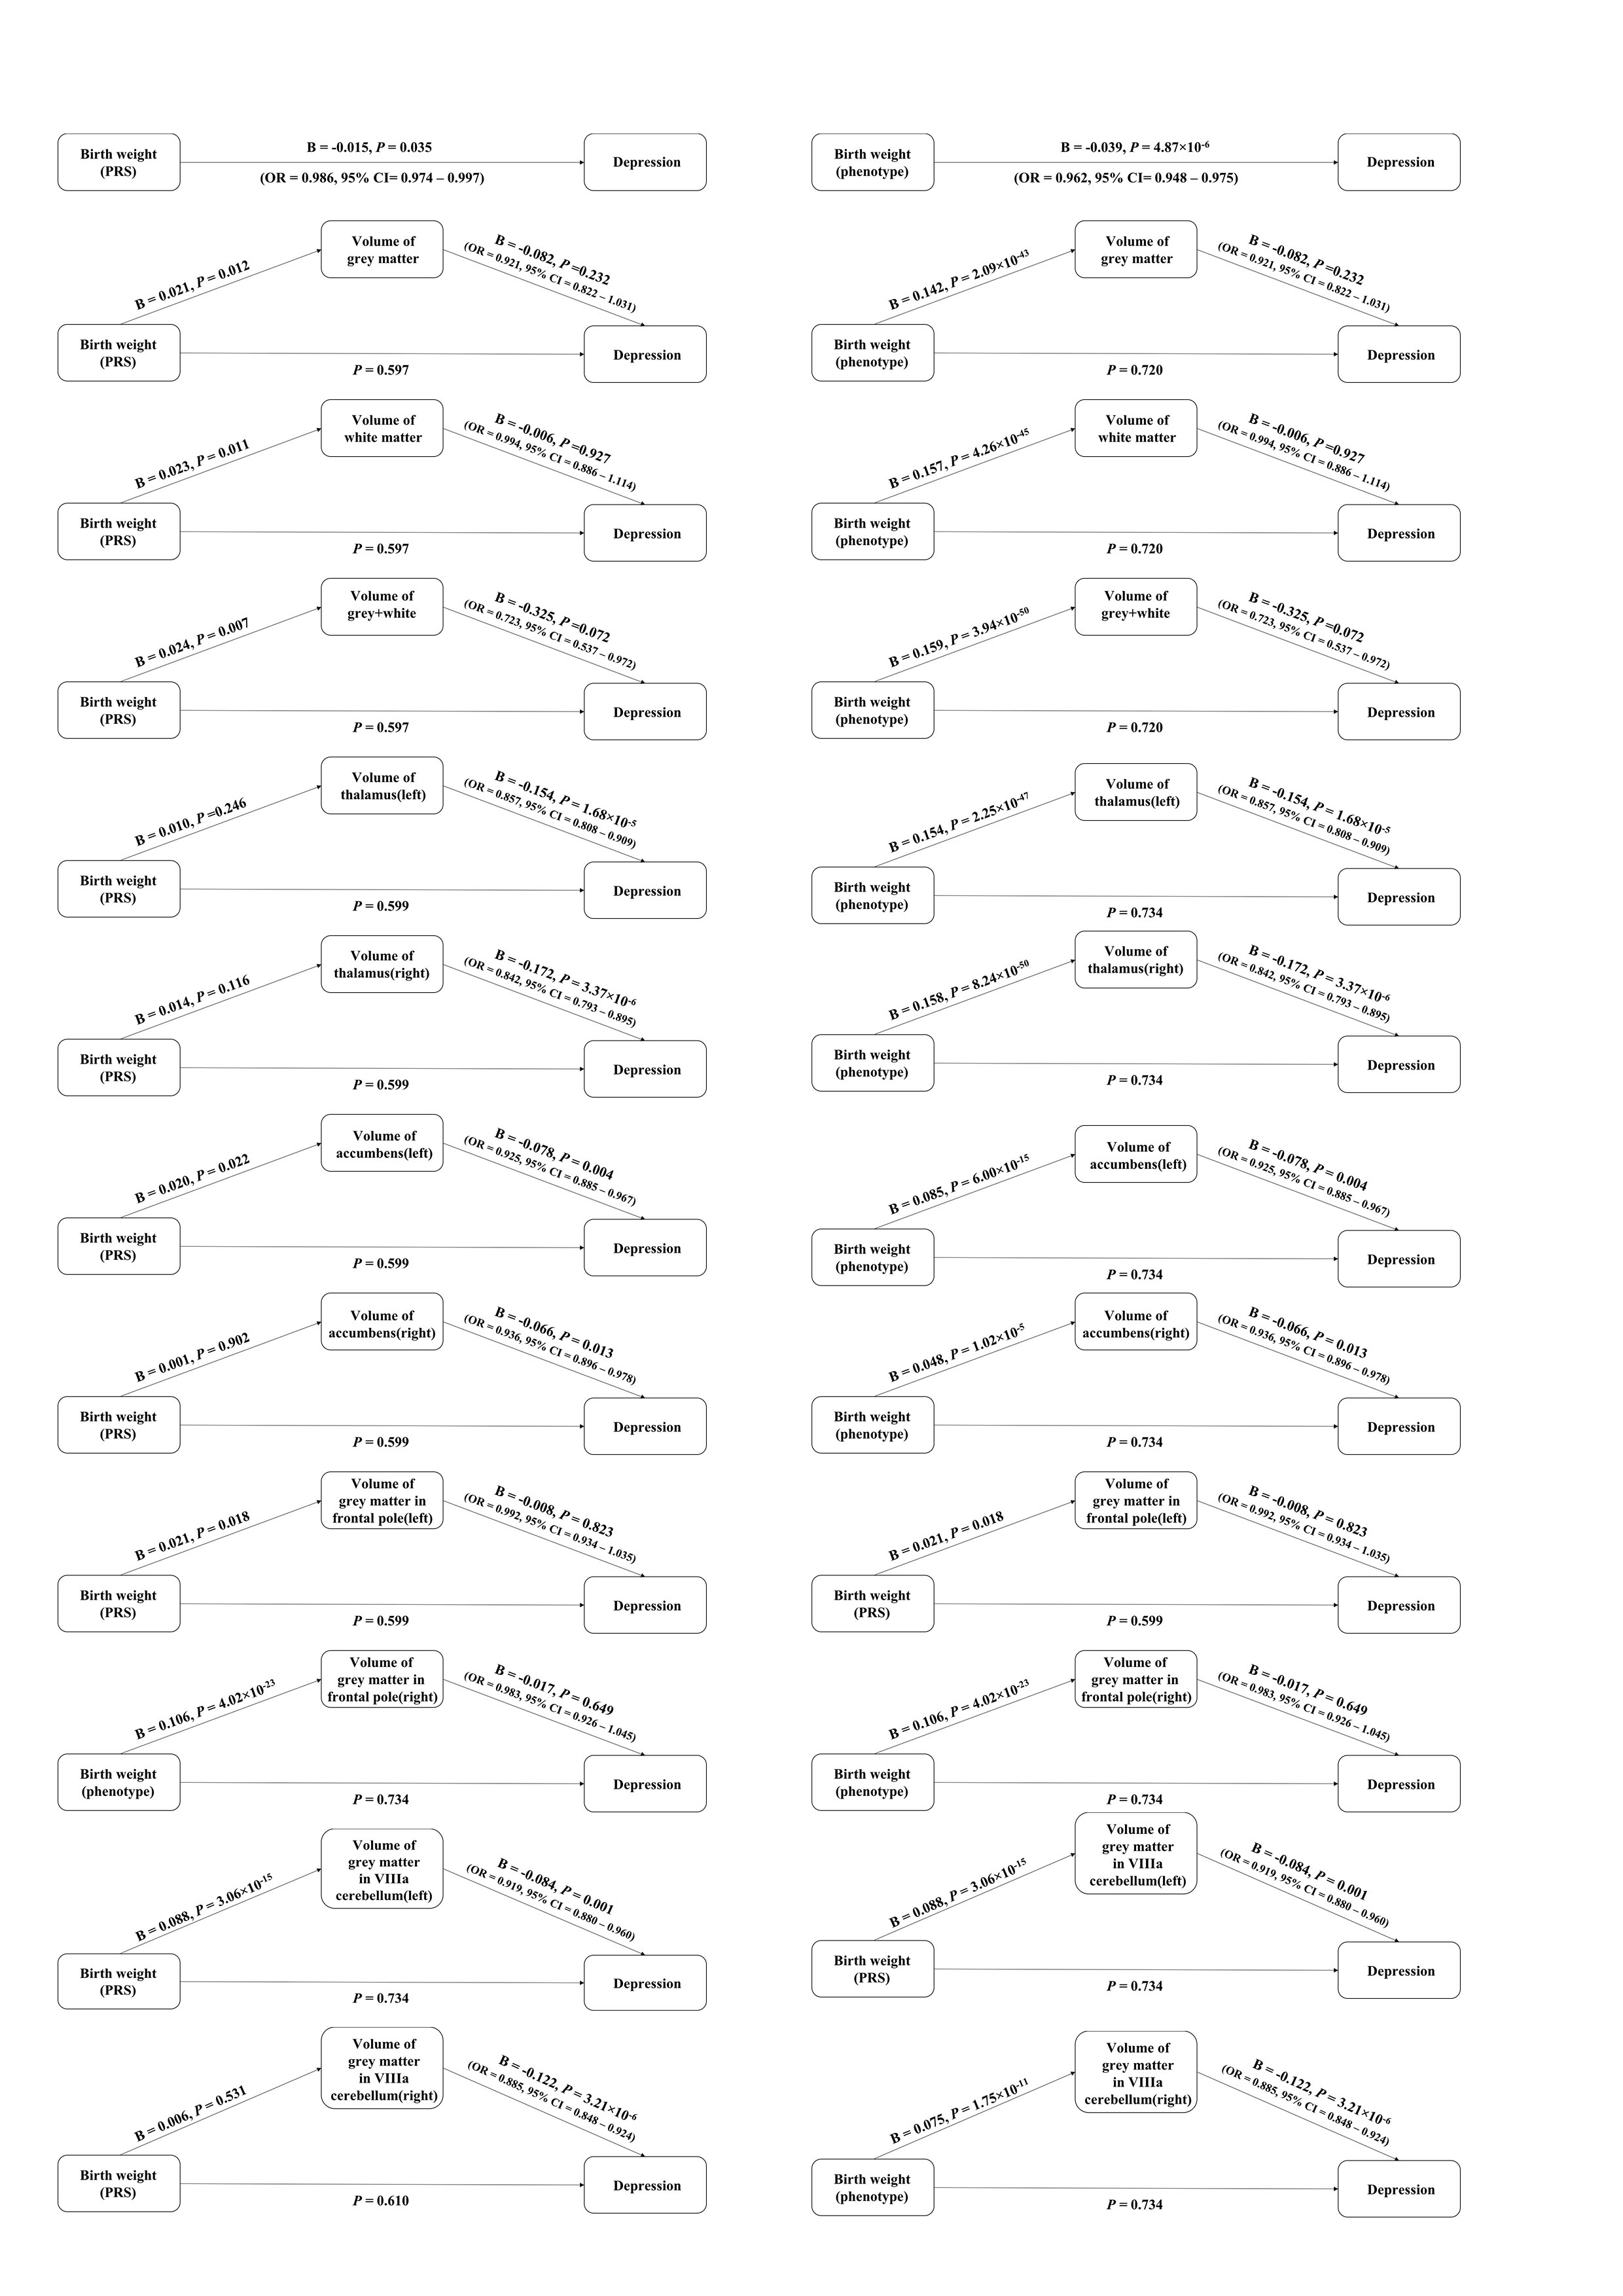 Birth weight
(PRS)
B = -0.015, P = 0.035
(OR = 0.986, 95% CI= 0.974 – 0.997)
Depression
Birth weight
(phenotype)
B = -0.039, P = 4.87×10-6
(OR = 0.962, 95% CI= 0.948 – 0.975)
Depression
Volume of
grey matter
B = 0.021, P = 0.012
B = -0.082, P =0.232
(OR = 0.921, 95% CI = 0.822 – 1.031)
Birth weight
(PRS)
P = 0.597
Depression
Volume of
grey matter
B = 0.142, P = 2.09×10-43
B = -0.082, P =0.232
(OR = 0.921, 95% CI = 0.822 – 1.031)
Birth weight
(phenotype)
P = 0.720
Depression
Volume of
white matter
B = 0.023, P = 0.011
B = -0.006, P =0.927
(OR = 0.994, 95% CI = 0.886 – 1.114)
Birth weight
(PRS)
P = 0.597
Depression
Volume of
white matter
B = 0.157, P = 4.26×10-45
B = -0.006, P =0.927
(OR = 0.994, 95% CI = 0.886 – 1.114)
Birth weight
(phenotype)
P = 0.720
Depression
Volume of
grey+white
B = 0.024, P = 0.007
B = -0.325, P =0.072
(OR = 0.723, 95% CI = 0.537 – 0.972)
Birth weight
(PRS)
P = 0.597
Depression
Volume of
grey+white
B = 0.159, P = 3.94×10-50
B = -0.325, P =0.072
(OR = 0.723, 95% CI = 0.537 – 0.972)
Birth weight
(phenotype)
P = 0.720
Depression
Volume of
thalamus(left)
B = 0.010, P =0.246
B = -0.154, P = 1.68×10-5
(OR = 0.857, 95% CI = 0.808 – 0.909)
Birth weight
(PRS)
P = 0.599
Depression
Volume of
thalamus(left)
B = 0.154, P = 2.25×10-47
B = -0.154, P = 1.68×10-5
(OR = 0.857, 95% CI = 0.808 – 0.909)
Birth weight
(phenotype)
P = 0.734
Depression
Volume of
thalamus(right)
B = 0.014, P = 0.116
B = -0.172, P = 3.37×10-6
(OR = 0.842, 95% CI = 0.793 – 0.895)
Birth weight
(PRS)
P = 0.599
Depression
Volume of
thalamus(right)
B = 0.158, P = 8.24×10-50
B = -0.172, P = 3.37×10-6
(OR = 0.842, 95% CI = 0.793 – 0.895)
Birth weight
(phenotype)
P = 0.734
Depression
Volume of
accumbens(left)
B = 0.020, P = 0.022
B = -0.078, P = 0.004
(OR = 0.925, 95% CI = 0.885 – 0.967)
Birth weight
(PRS)
P = 0.599
Depression
Volume of
accumbens(left)
B = 0.085, P = 6.00×10-15
B = -0.078, P = 0.004
(OR = 0.925, 95% CI = 0.885 – 0.967)
Birth weight
(phenotype)
P = 0.734
Depression
Volume of
accumbens(right)
B = 0.001, P = 0.902
B = -0.066, P = 0.013
(OR = 0.936, 95% CI = 0.896 – 0.978)
Birth weight
(PRS)
P = 0.599
Depression
Volume of
accumbens(right)
B = 0.048, P = 1.02×10-5
B = -0.066, P = 0.013
(OR = 0.936, 95% CI = 0.896 – 0.978)
Birth weight
(phenotype)
P = 0.734
Depression
Volume of
grey matter in
frontal pole(left)
B = 0.021, P = 0.018
B = -0.008, P = 0.823
(OR = 0.992, 95% CI = 0.934 – 1.035)
Birth weight
(PRS)
P = 0.599
Depression
Volume of
grey matter in
frontal pole(left)
B = 0.021, P = 0.018
B = -0.008, P = 0.823
(OR = 0.992, 95% CI = 0.934 – 1.035)
Birth weight
(PRS)
P = 0.599
Depression
Volume of
grey matter in
frontal pole(right)
B = 0.106, P = 4.02×10-23
B = -0.017, P = 0.649
(OR = 0.983, 95% CI = 0.926 – 1.045)
Birth weight
(phenotype)
P = 0.734
Depression
Volume of
grey matter in
frontal pole(right)
B = 0.106, P = 4.02×10-23
B = -0.017, P = 0.649
(OR = 0.983, 95% CI = 0.926 – 1.045)
Birth weight
(phenotype)
P = 0.734
Depression
Volume of
grey matter
in VIIIa
cerebellum(left)
B = 0.088, P = 3.06×10-15
B = -0.084, P = 0.001
(OR = 0.919, 95% CI = 0.880 – 0.960)
Birth weight
(PRS)
P = 0.734
Depression
Volume of
grey matter
in VIIIa
cerebellum(left)
B = 0.088, P = 3.06×10-15
B = -0.084, P = 0.001
(OR = 0.919, 95% CI = 0.880 – 0.960)
Birth weight
(PRS)
P = 0.734
Depression
Volume of
grey matter
in VIIIa
cerebellum(right)
B = 0.006, P = 0.531
B = -0.122, P = 3.21×10-6
(OR = 0.885, 95% CI = 0.848 – 0.924)
Birth weight
(PRS)
P = 0.610
Depression
Volume of
grey matter
in VIIIa
cerebellum(right)
B = 0.075, P = 1.75×10-11
B = -0.122, P = 3.21×10-6
(OR = 0.885, 95% CI = 0.848 – 0.924)
Birth weight
(phenotype)
P = 0.734
Depression